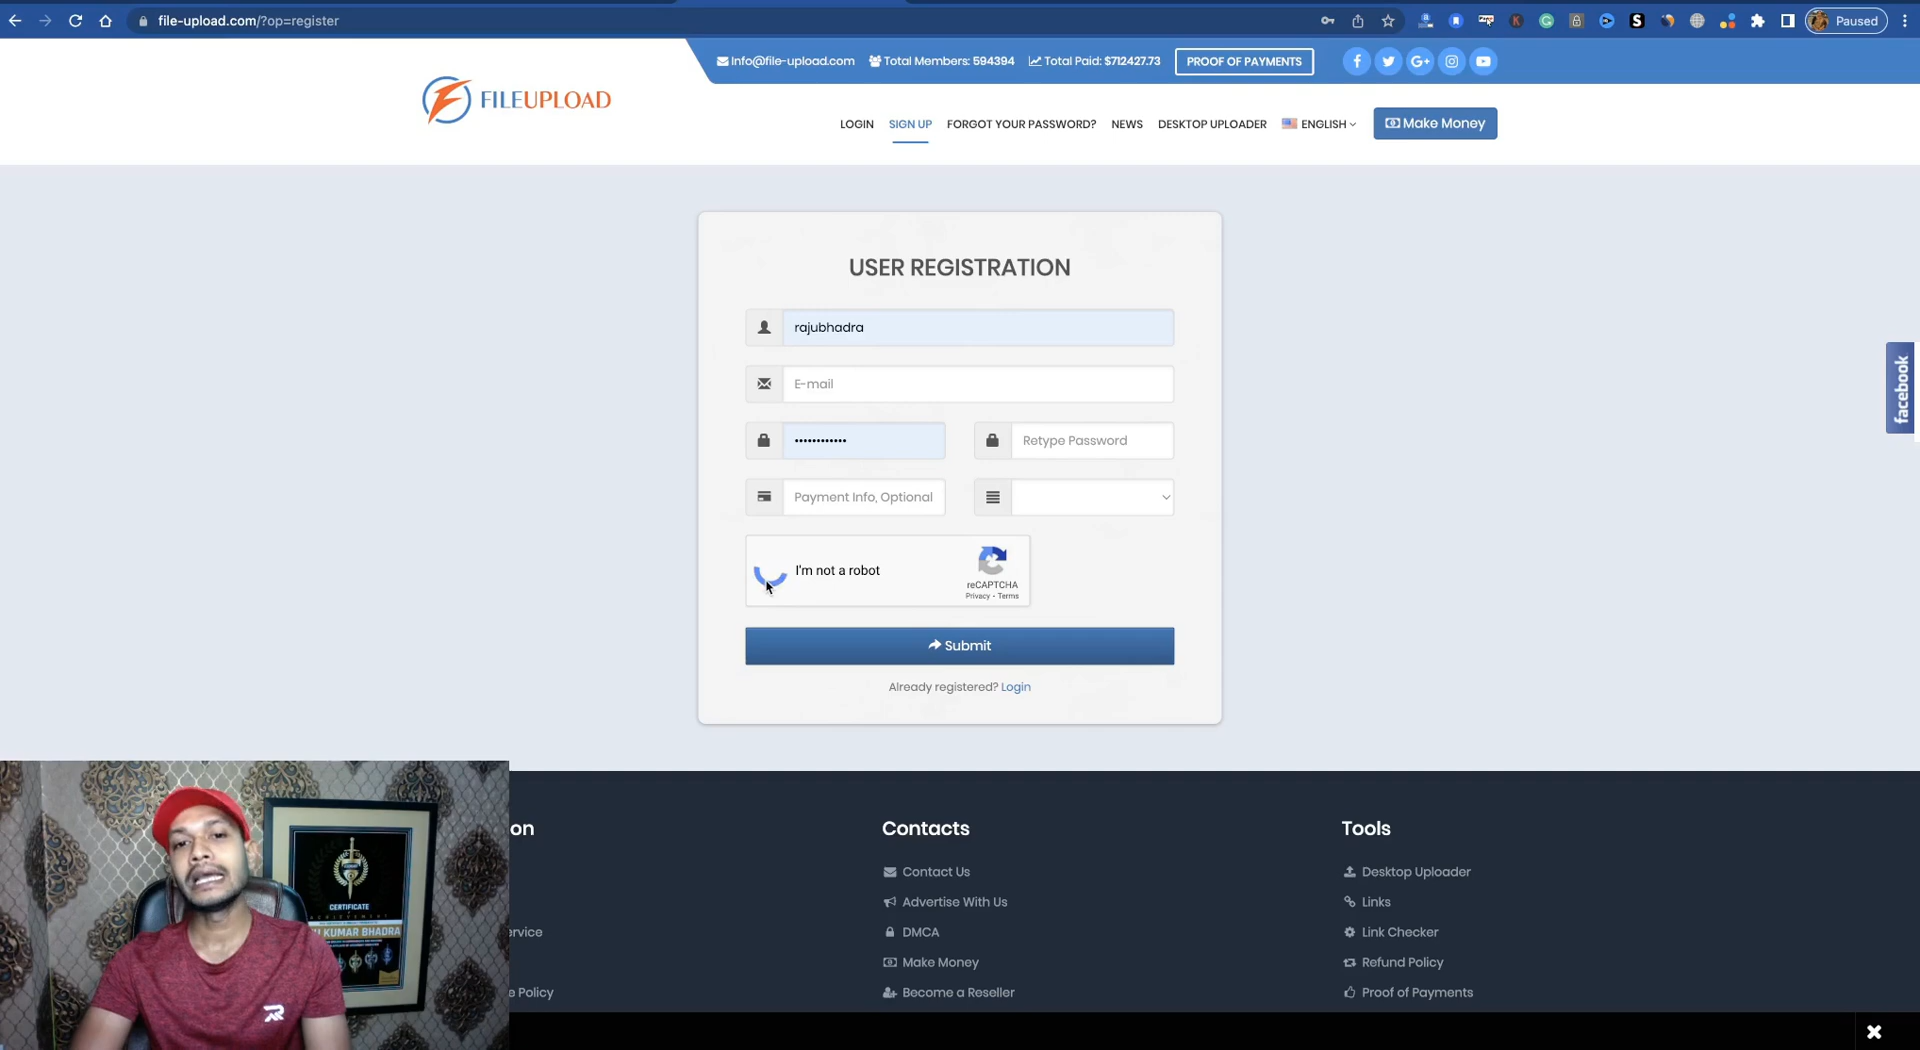 file-upload.com/?op=register
Paused
Info@file-upload.com Total Members: 594394 Total Paid: $712427.73 PROOF OF PAYMENTS
FILEUPLOAD
LOGIN SIGN UP FORGOT YOUR PASSWORD? NEWS DESKTOP UPLOADER ENGLISH Make Money
USER REGISTRATION
rajubhadra
E-mail
•••••••••••• Retype Password
Payment Info, Optional
I'm not a robot
reCAPTCHA
Privacy - Terms
Submit
Already registered? Login
facebook
on Contacts Tools
Contact Us Desktop Uploader
Advertise With Us Links
ervice DMCA Link Checker
Make Money Refund Policy
e Policy Become a Reseller Proof of Payments
CERTIFICATE
KUMAR BHADRA